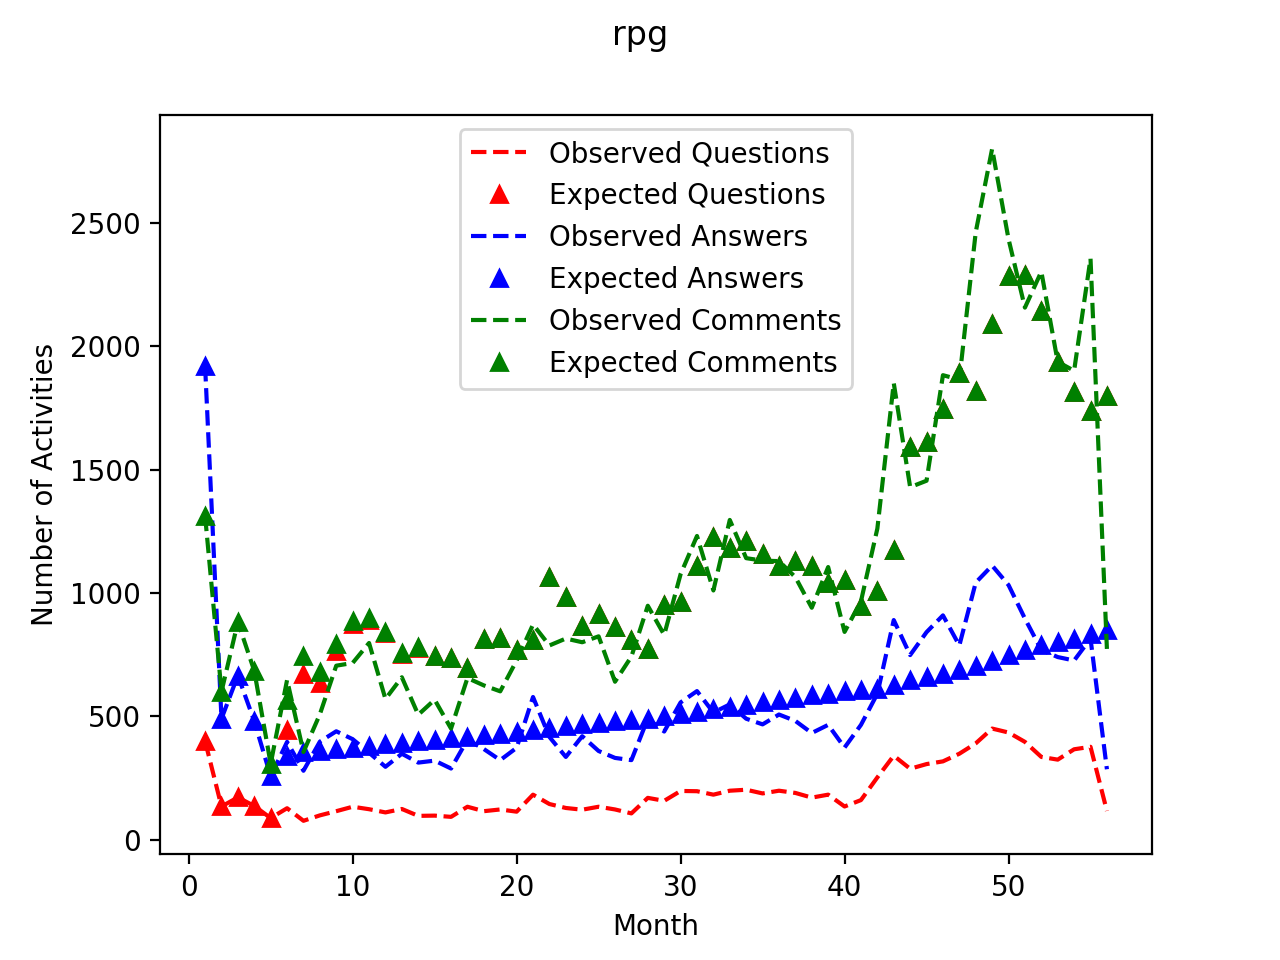 rpg
Observed Questions
Expected Questions
Observed Answers
Expected Answers
Observed Comments
Expected Comments
Number of Activities
2500
2000
1500
1000
500
0
0 10 20 30 40 50
Month